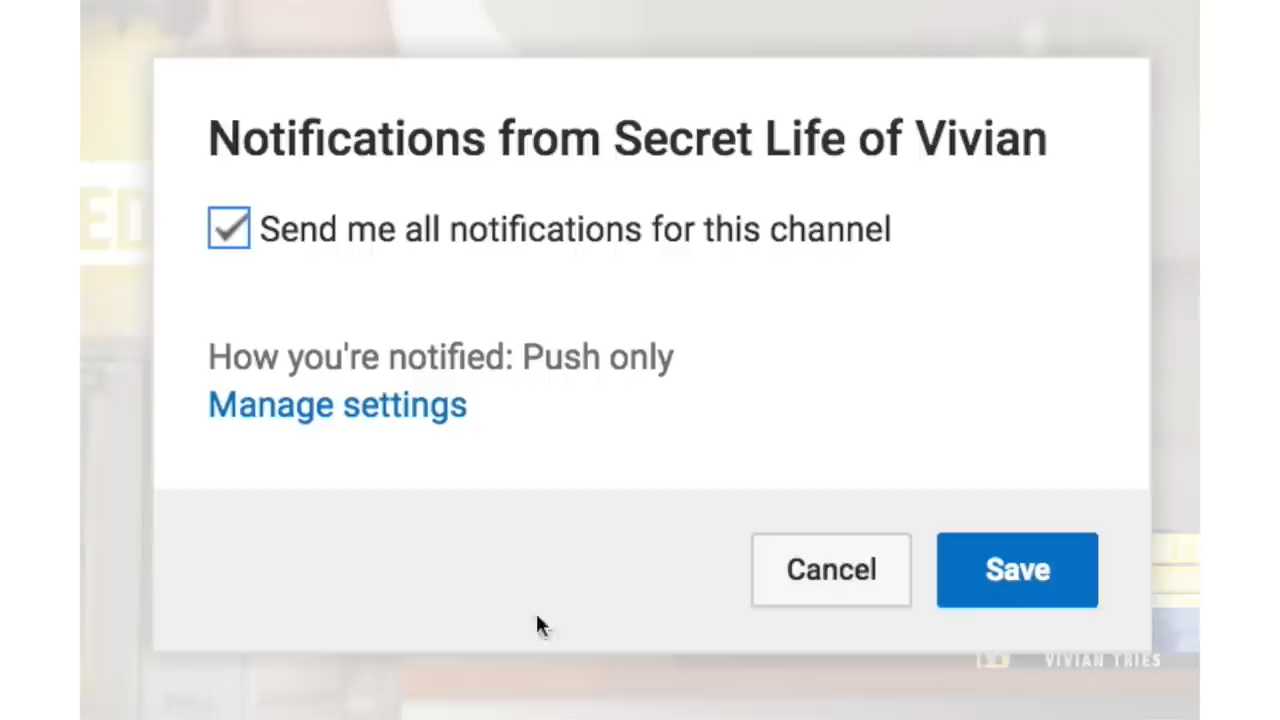 Notifications from Secret Life of Vivian
Send me all notifications for this channel
How you're notified: Push only
Manage settings
Cancel
Save
VIVIAN TRIES